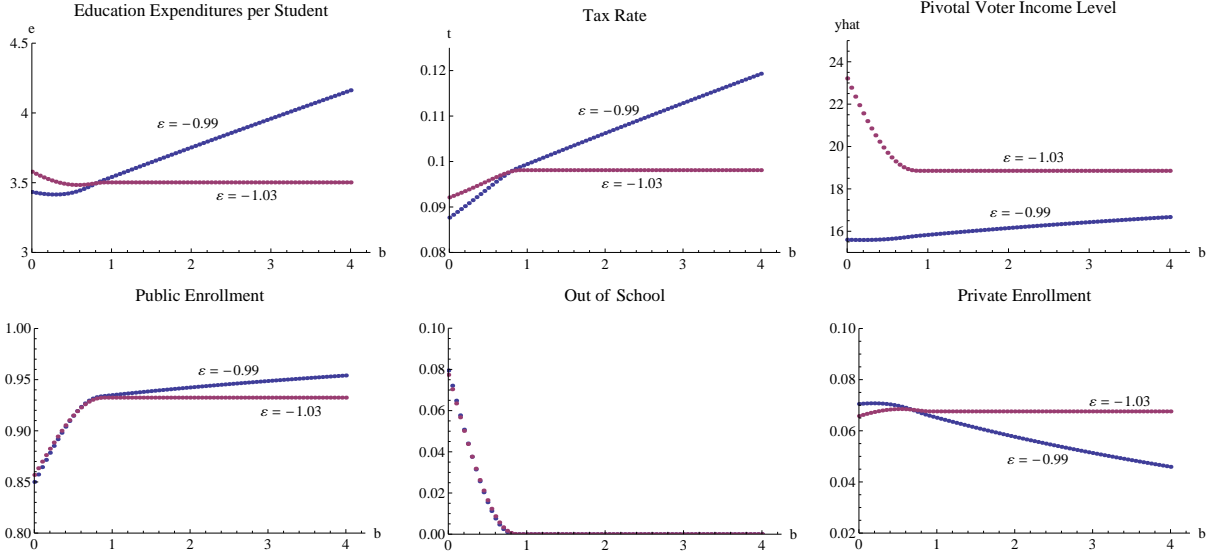 Education Expenditures per Student
e
4.5
4
3.5
3
ε = −0.99
ε = −1.03
0 1 2 3 4 b
Tax Rate
t
0.12
0.11
0.1
0.09
0.08
ε = −0.99
ε = −1.03
0 1 2 3 4 b
Pivotal Voter Income Level
yhat
24
22
20
18
16
ε = −1.03
ε = −0.99
0 1 2 3 4 b
Public Enrollment
1.00
0.95
0.90
0.85
0.80
ε = −0.99
ε = −1.03
0 1 2 3 4 b
Out of School
0.10
0.08
0.06
0.04
0.02
0.00
0 1 2 3 4 b
Private Enrollment
0.10
0.08
0.06
0.04
0.02
ε = −1.03
ε = −0.99
0 1 2 3 4 b